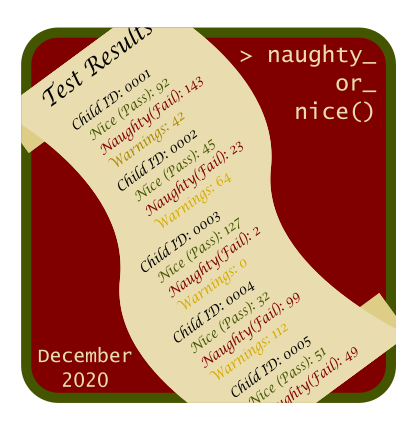 Test Results
> naughty_
or_
nice()
Child ID: 0001
Nice (Pass): 92
Naughty(Fail): 143
Warnings: 42
Child ID: 0002
Nice (Pass): 45
Naughty(Fail): 23
Warnings: 64
Child ID: 0003
Nice (Pass): 127
Naughty(Fail): 2
Warnings: 0
Child ID: 0004
Nice (Pass): 32
Naughty(Fail): 99
Warnings: 112
Child ID: 0005
Nice (Pass): 51
ughty(Fail): 49
December
2020